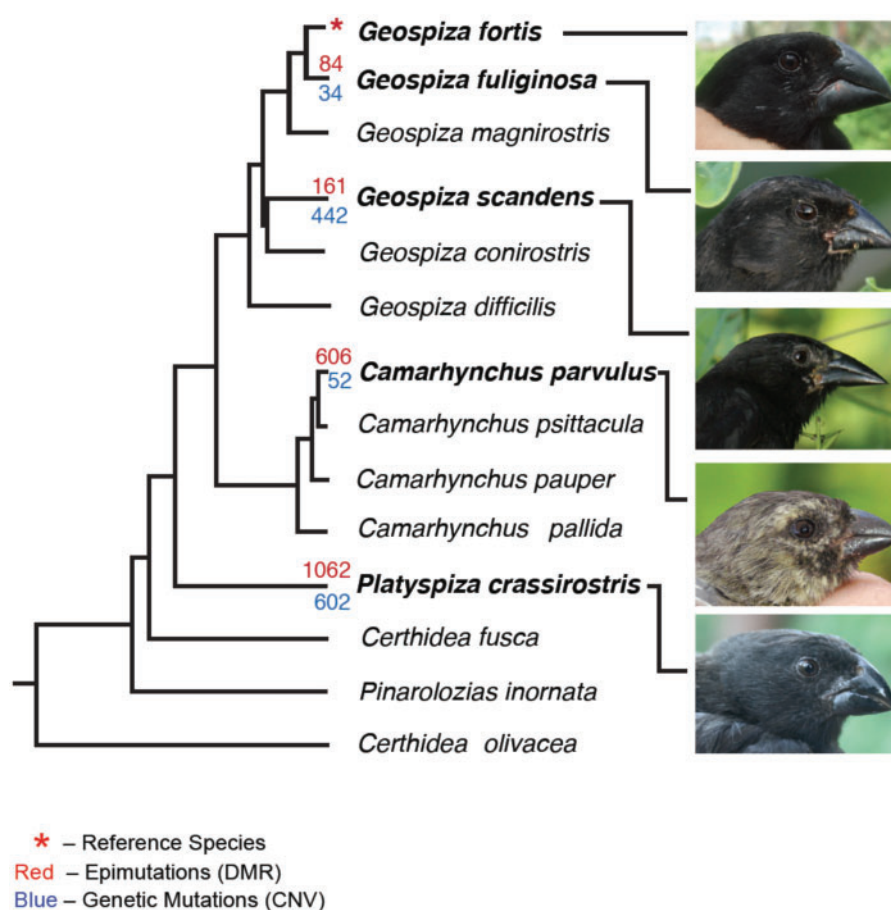 * Geospiza fortis
84
34
Geospiza fuliginosa
Geospiza magnirostris
161
442
Geospiza scandens
Geospiza conirostris
Geospiza difficilis
606
52
Camarhynchus parvulus
Camarhynchus psittacula
Camarhynchus pauper
Camarhynchus pallida
1062
602
Platyspiza crassirostris
Certhidea fusca
Pinarolozias inornata
Certhidea olivacea
* – Reference Species
Red – Epimutations (DMR)
Blue – Genetic Mutations (CNV)